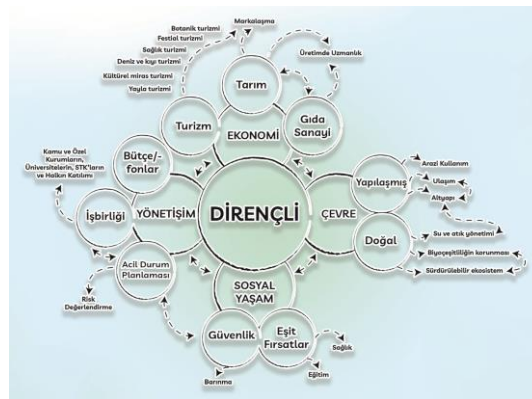 Botanik turizmi
Festial turizmi
Sağlık turizmi
Deniz ve kıyı turizmi
Kültürel miras turizmi
Yayla turizmi
Markalaşma
Üretimde Uzmanlık
Tarım
Turizm
EKONOMİ
Gıda
Sanayi
Kamu ve Özel
Kurumların,
Üniversitelerin, STK'ların
ve Halkın Katılımı
Bütçe/-
fonlar
İşbirliği
YÖNETİŞİM
DİRENÇLİ
ÇEVRE
Yapılaşmış
Arazi Kullanım
Ulaşım
Altyapı
Doğal
Su ve atık yönetimi
Biyoçeşitliliğin korunması
Sürdürülebilir ekosistem
Acil Durum
Planlaması
Risk
Değerlendirme
SOSYAL
YAŞAM
Güvenlik
Eşit
Fırsatlar
Sağlık
Eğitim
Barınma